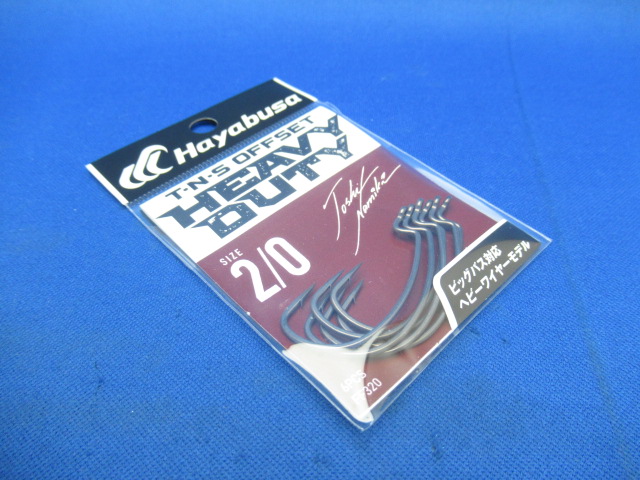 Hayabusa
T·N·S OFFSET
HEAVY
DUTY
SIZE
2/0
Toshi Namiki
ビッグバス対応
ヘビーワイヤーモデル
320